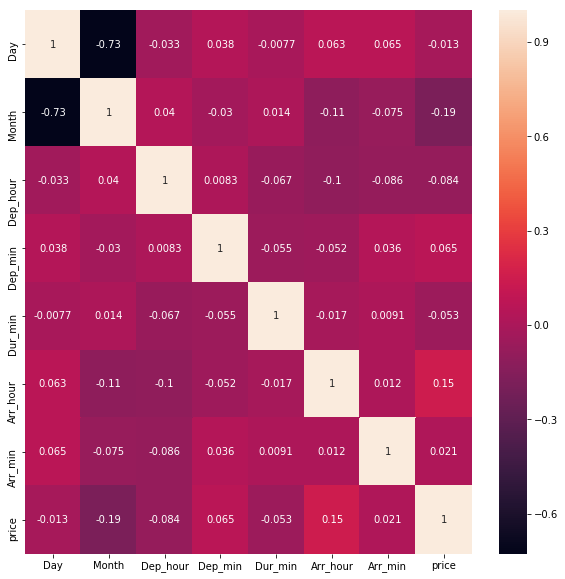 Day 1 -0.73 -0.033 0.038 -0.0077 0.063 0.065 -0.013
Month -0.73 1 0.04 -0.03 0.014 -0.11 -0.075 -0.19
Dep_hour -0.033 0.04 1 0.0083 -0.067 -0.1 -0.086 -0.084
Dep_min 0.038 -0.03 0.0083 1 -0.055 -0.052 0.036 0.065
Dur_min -0.0077 0.014 -0.067 -0.055 1 -0.017 0.0091 -0.053
Arr_hour 0.063 -0.11 -0.1 -0.052 -0.017 1 0.012 0.15
Arr_min 0.065 -0.075 -0.086 0.036 0.0091 0.012 1 0.021
price -0.013 -0.19 -0.084 0.065 -0.053 0.15 0.021 1
Day Month Dep_hour Dep_min Dur_min Arr_hour Arr_min price
0.9
0.6
0.3
0.0
−0.3
−0.6